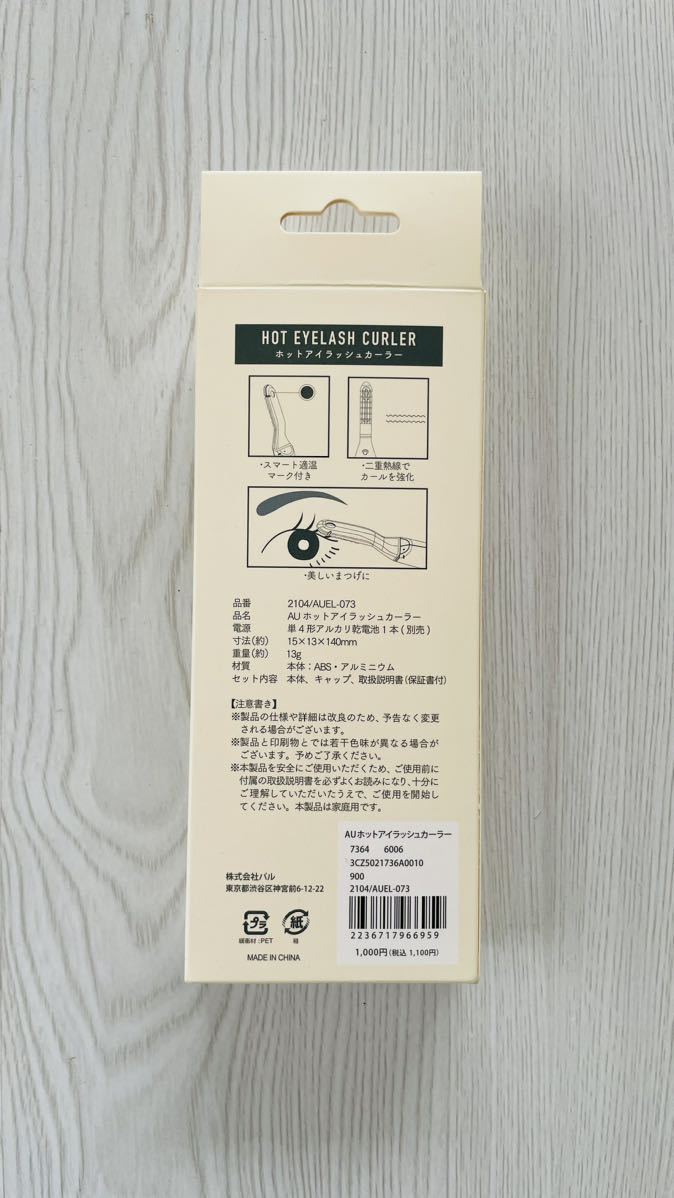 HOT EYELASH CURLER
ホットアイラッシュカーラー
・スマート適温
マーク付き
・二重熱線で
カールを強化
・美しいまつげに
品番 2104/AUEL-073
品名 AU ホットアイラッシュカーラー
電源 単4形アルカリ乾電池1本(別売)
寸法(約) 15×13×140mm
重量(約) 13g
材質 本体:ABS・アルミニウム
セット内容 本体、キャップ、取扱説明書(保証書付)
【注意書き】
※製品の仕様や詳細は改良のため、予告なく変更
される場合がございます。
※製品と印刷物とでは若干色味が異なる場合が
ございます。予めご了承ください。
※本製品を安全にご使用いただくため、ご使用前に
付属の取扱説明書を必ずよくお読みになり、十分に
ご理解していただいたうえで、ご使用を開始し
てください。本製品は家庭用です。
株式会社パル
東京都渋谷区神宮前6-12-22
プラ
緩衝材:PET
紙
箱
MADE IN CHINA
AUホットアイラッシュカーラー
7364 6006
3CZ5021736A0010
900
2104/AUEL-073
2236717966959
1,000円(税込 1,100円)